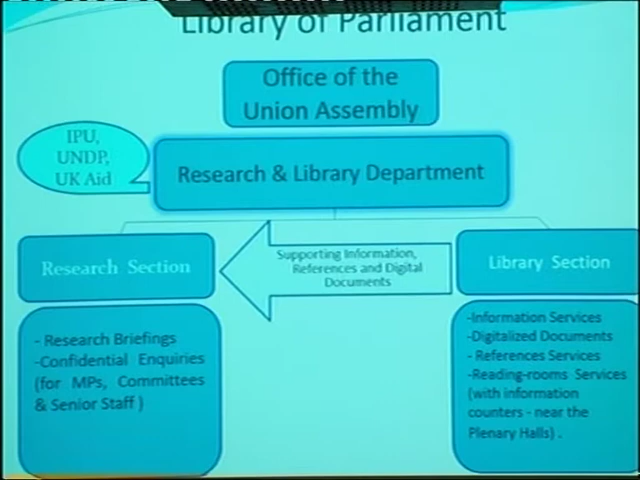 Library of Parliament
Office of the
Union Assembly
IPU,
UNDP,
UK Aid
Research & Library Department
Research Section
Supporting Information,
References and Digital
Documents
Library Section
- Research Briefings
-Confidential Enquiries
(for MPs, Committees
& Senior Staff )
-Information Services
-Digitalized Documents
- References Services
-Reading-rooms Services
(with information
counters - near the
Plenary Halls) .